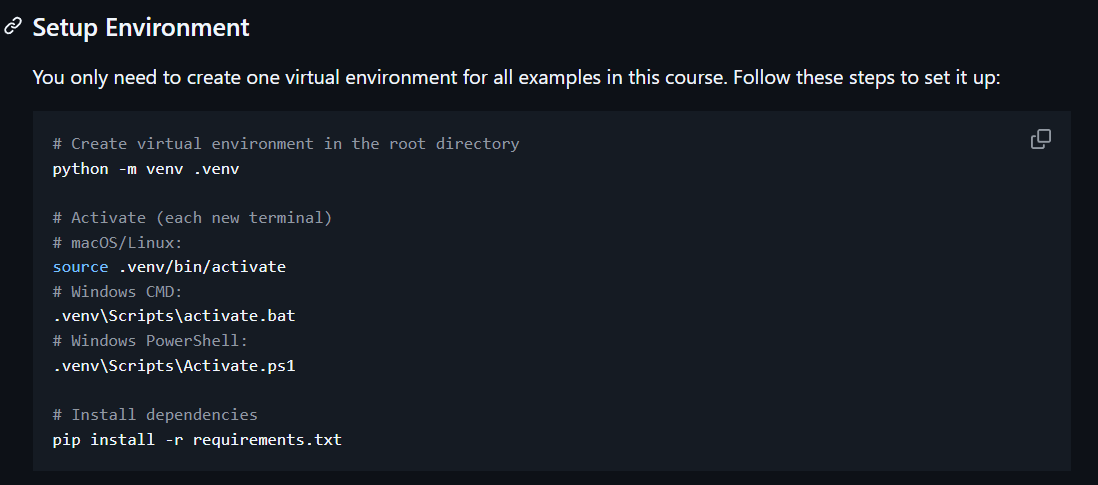 Setup Environment
You only need to create one virtual environment for all examples in this course. Follow these steps to set it up:
# Create virtual environment in the root directory
python -m venv .venv
# Activate (each new terminal)
# macOS/Linux:
source .venv/bin/activate
# Windows CMD:
.venv\Scripts\activate.bat
# Windows PowerShell:
.venv\Scripts\Activate.ps1
# Install dependencies
pip install -r requirements.txt